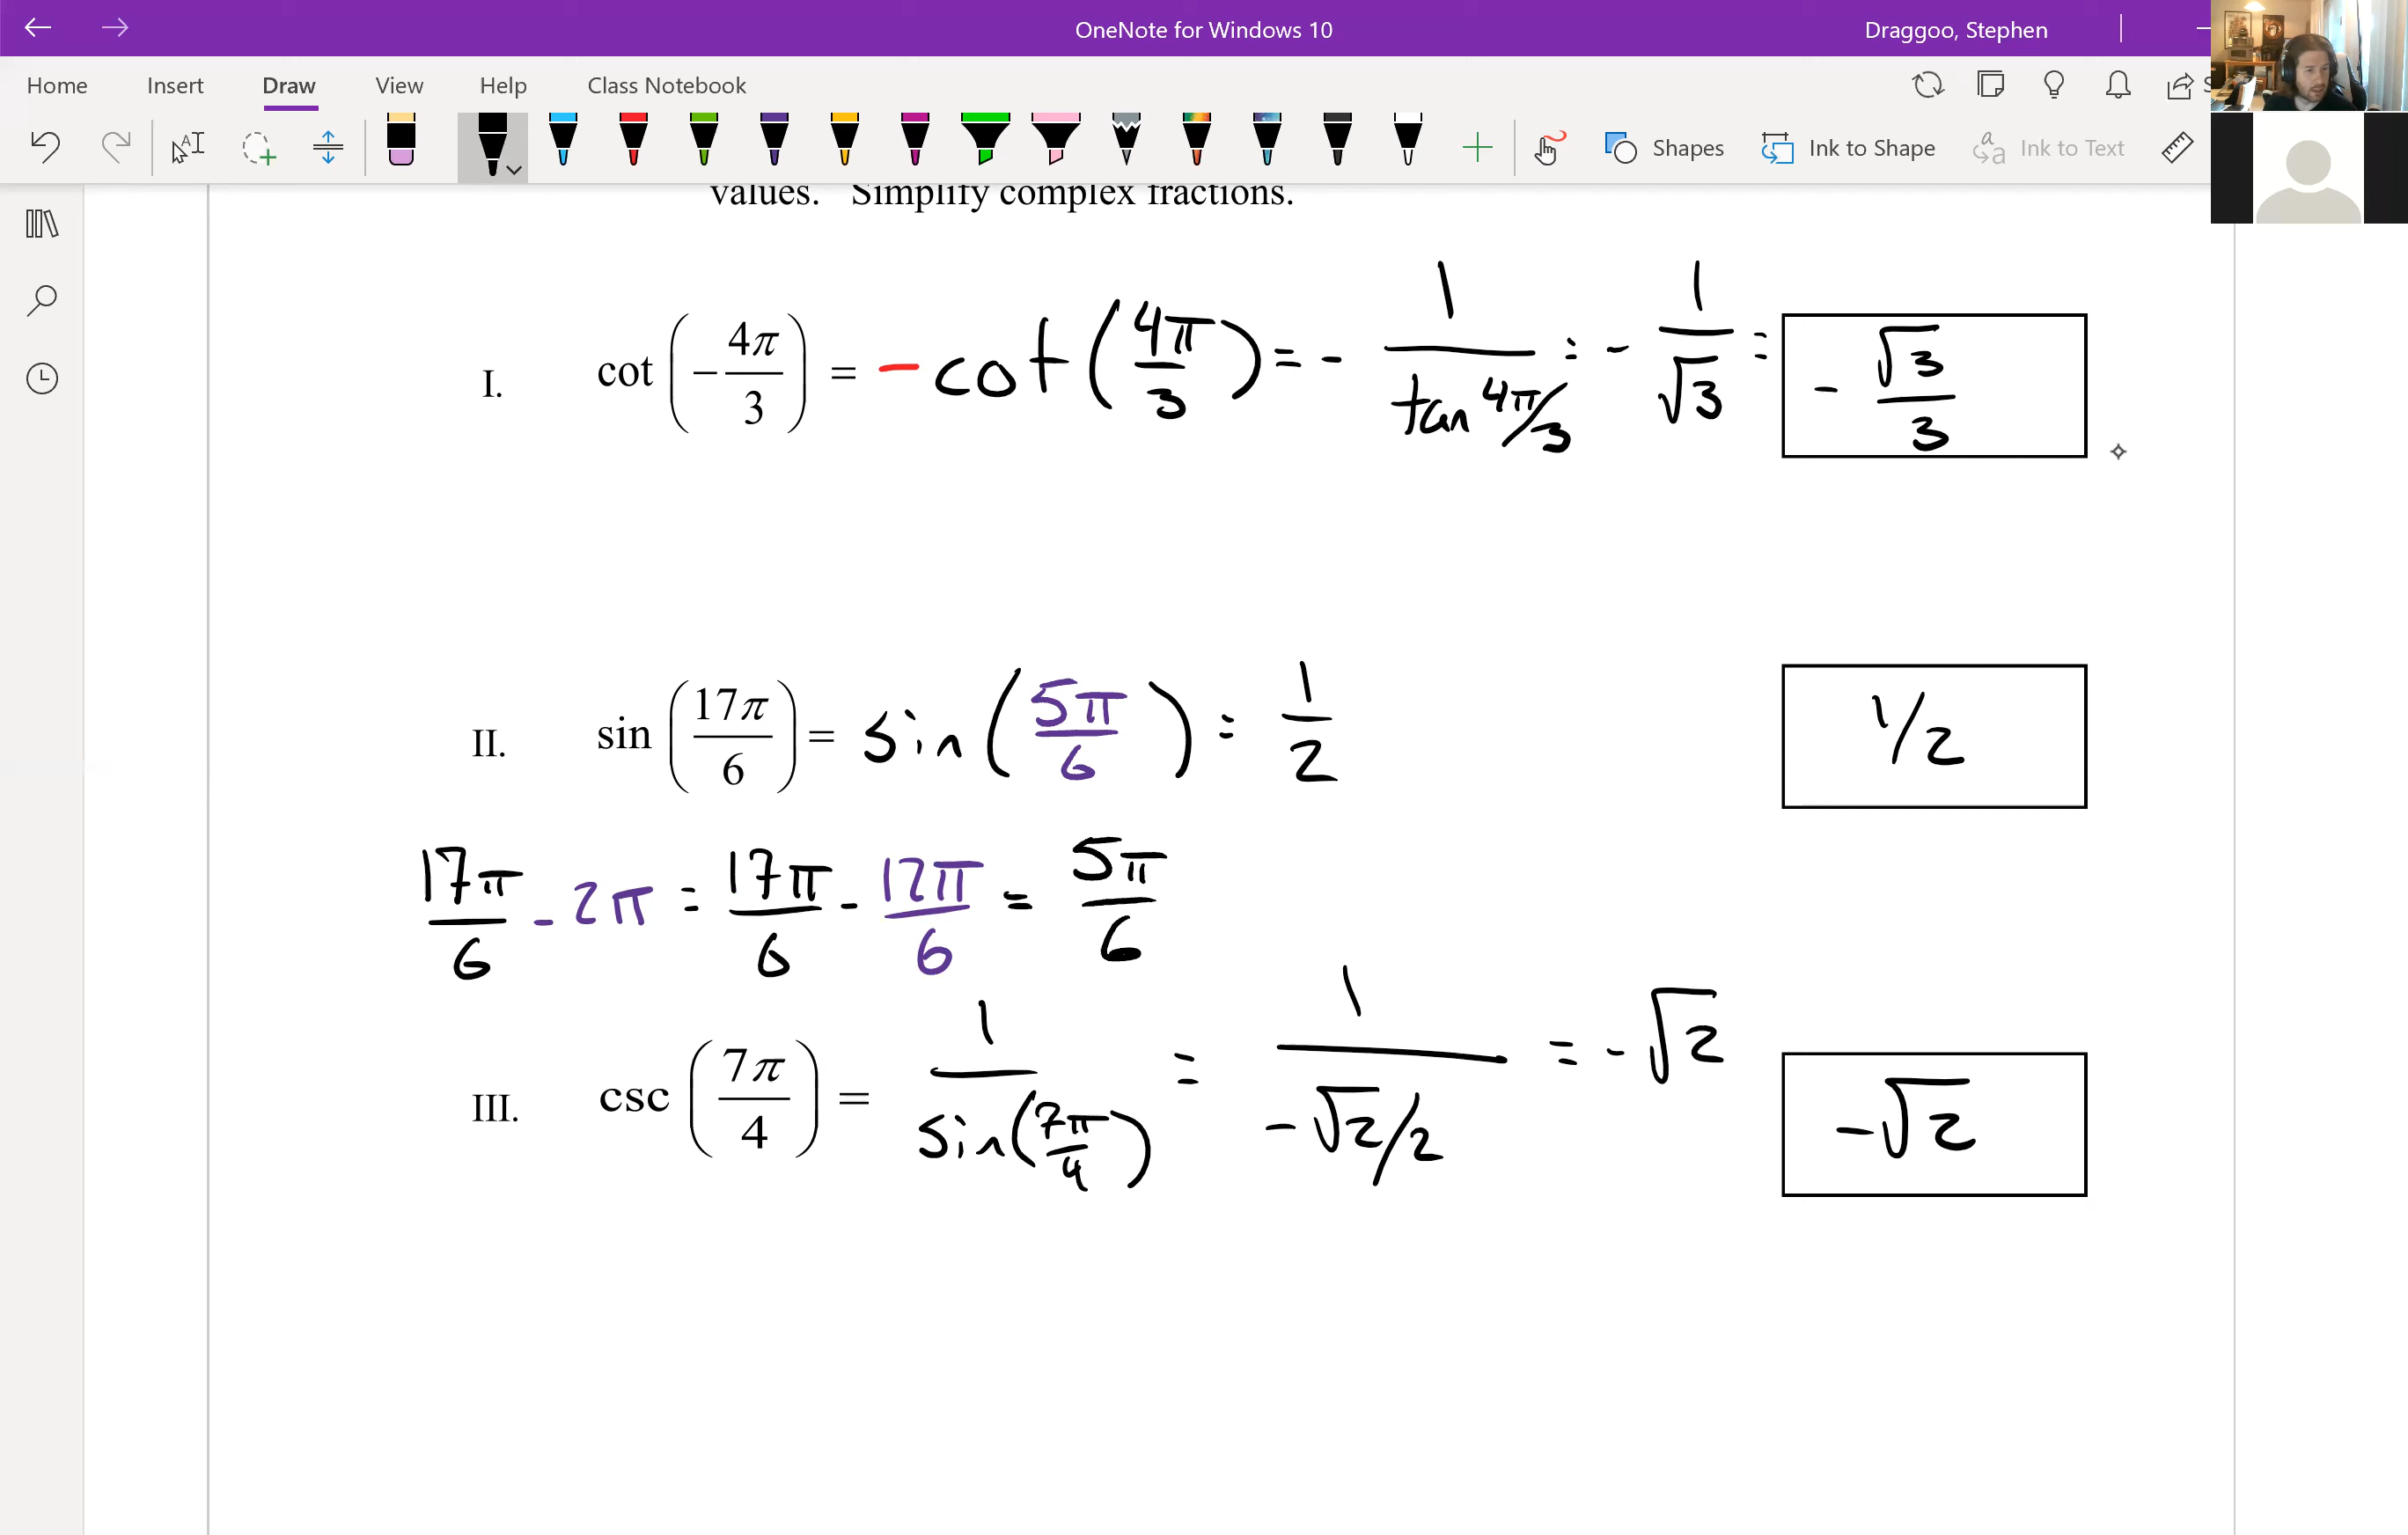 OneNote for Windows 10
Draggoo, Stephen
Home Insert Draw View Help Class Notebook
Shapes Ink to Shape Ink to Text
values. Simplify complex fractions.
I. cot(-4π/3) = -cot(4π/3) = - 1/(tan 4π/3) = - 1/√3 = - √3/3
II. sin(17π/6) = sin(5π/6) = 1/2 1/2
17π/6 - 2π = 17π/6 - 12π/6 = 5π/6
III. csc(7π/4) = 1/sin(7π/4) = 1/(-√2/2) = -√2 -√2